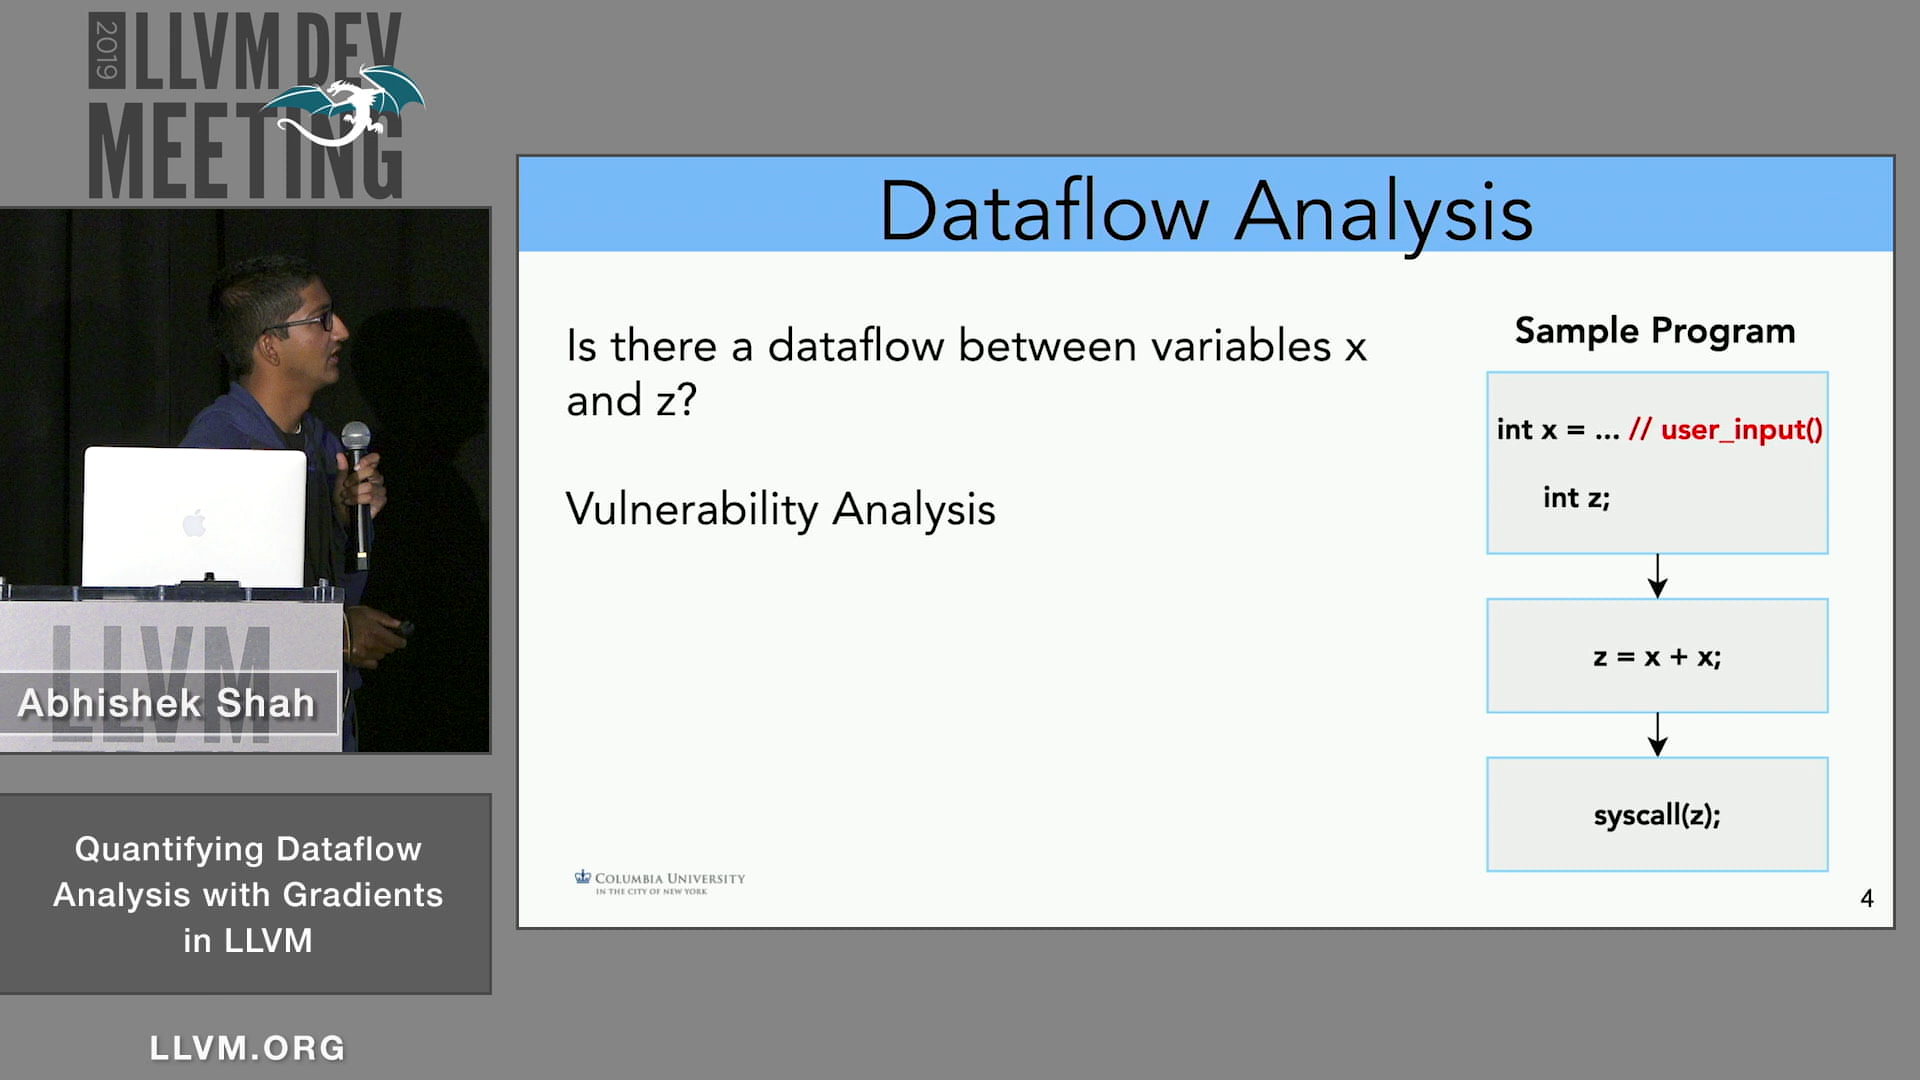 2019
LLVM DEV
MEETING
LLVM
Abhishek Shah
Quantifying Dataflow
Analysis with Gradients
in LLVM
LLVM.ORG
Dataflow Analysis
Is there a dataflow between variables x
and z?
Vulnerability Analysis
Sample Program
int x = ... // user_input()
int z;
z = x + x;
syscall(z);
COLUMBIA UNIVERSITY
IN THE CITY OF NEW YORK
4